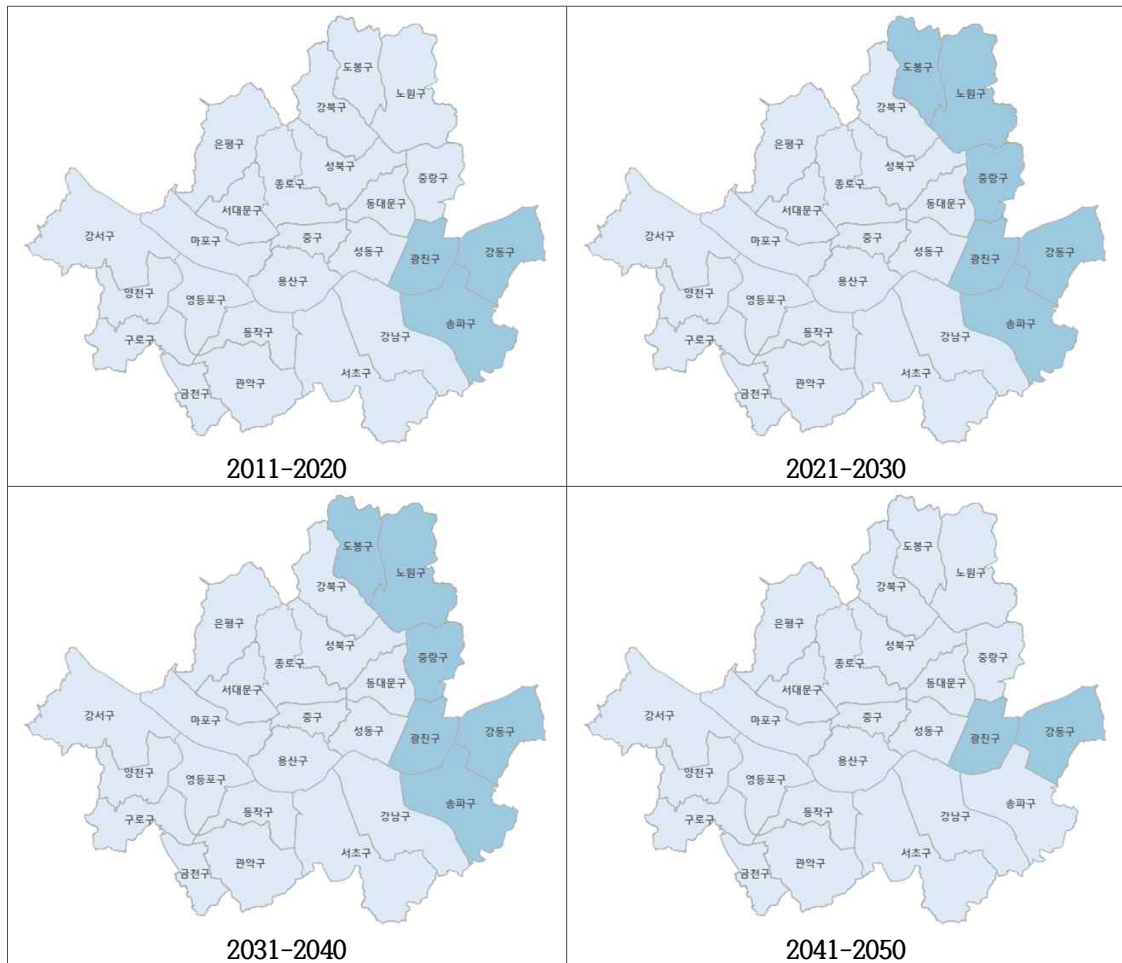 도봉구
노원구
강북구
은평구
성북구
중랑구
종로구
동대문구
서대문구
강서구
마포구
중구
성동구
광진구
강동구
용산구
양천구
영등포구
송파구
동작구
강남구
구로구
서초구
관악구
금천구
2011-2020
도봉구
노원구
강북구
은평구
성북구
중랑구
종로구
동대문구
서대문구
강서구
마포구
중구
성동구
광진구
강동구
용산구
양천구
영등포구
송파구
동작구
강남구
구로구
서초구
관악구
금천구
2021-2030
도봉구
노원구
강북구
은평구
성북구
중랑구
종로구
동대문구
서대문구
강서구
마포구
중구
성동구
광진구
강동구
용산구
양천구
영등포구
송파구
동작구
강남구
구로구
서초구
관악구
금천구
2031-2040
도봉구
노원구
강북구
은평구
성북구
중랑구
종로구
동대문구
서대문구
강서구
마포구
중구
성동구
광진구
강동구
용산구
양천구
영등포구
송파구
동작구
강남구
구로구
서초구
관악구
금천구
2041-2050